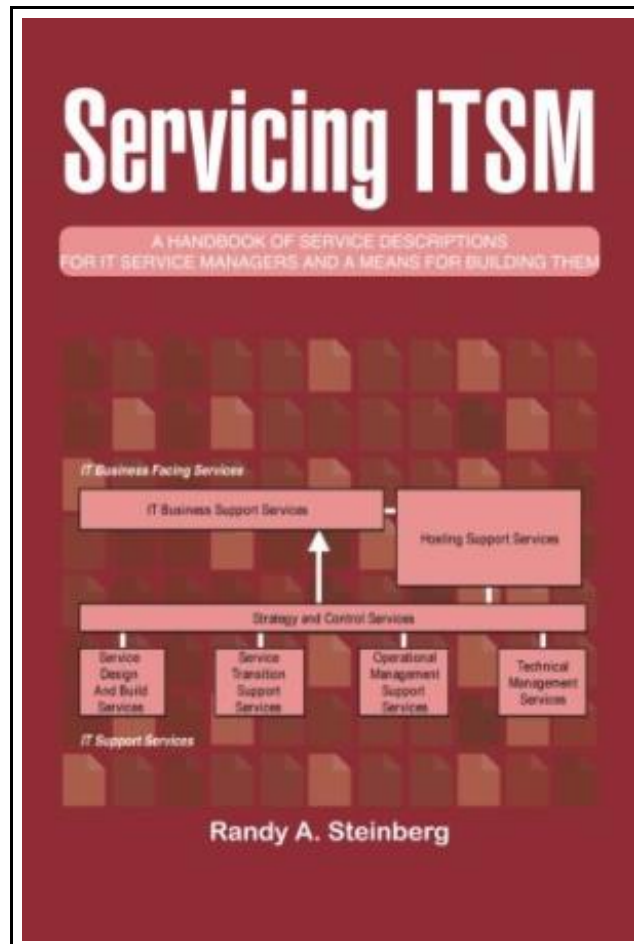 Servicing ITSM
A HANDBOOK OF SERVICE DESCRIPTIONS
FOR IT SERVICE MANAGERS AND A MEANS FOR BUILDING THEM
IT Business Facing Services
IT Business Support Services
Hosting Support Services
Strategy and Control Services
Service
Design
And Build
Services
Service
Transition
Support
Services
Operational
Management
Support
Services
Technical
Management
Services
IT Support Services
Randy A. Steinberg